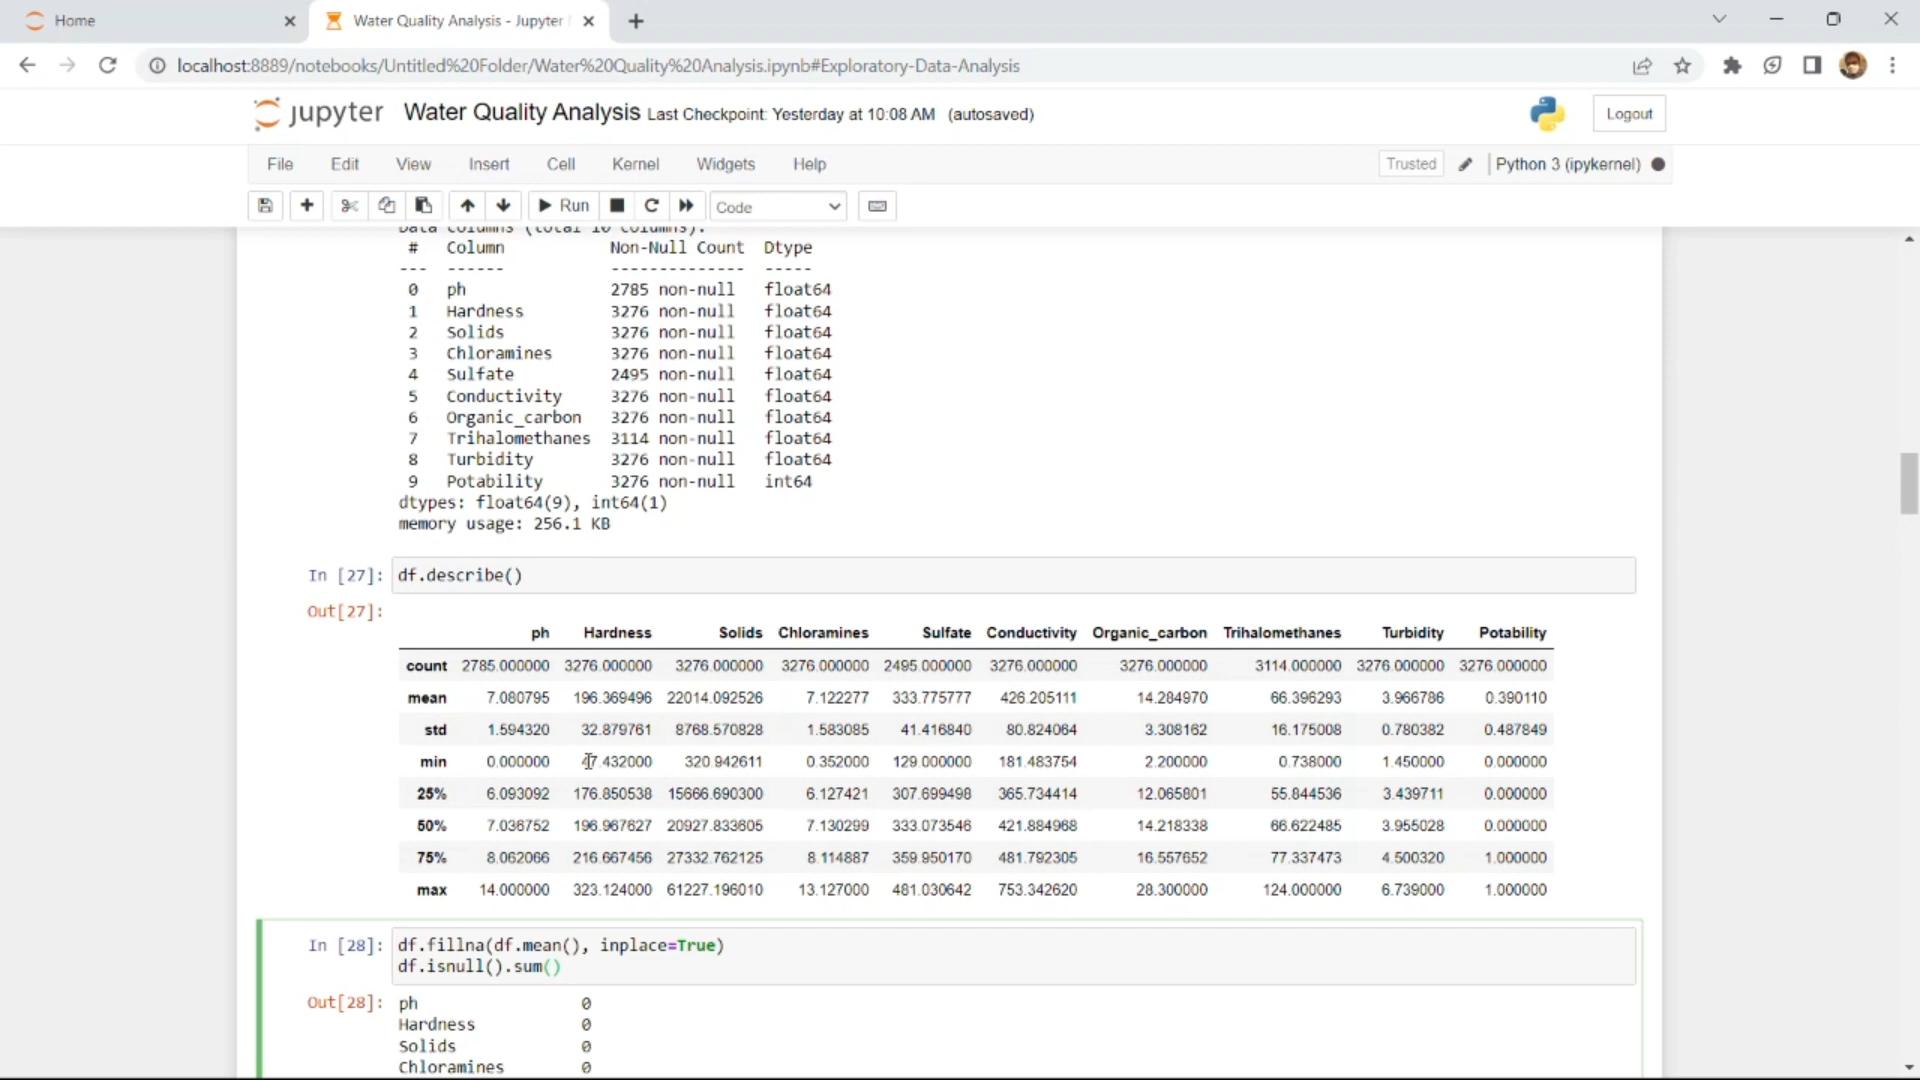 Home
Water Quality Analysis - Jupyter
localhost:8889/notebooks/Untitled%20Folder/Water%20Quality%20Analysis.ipynb#Exploratory-Data-Analysis
jupyter Water Quality Analysis Last Checkpoint: Yesterday at 10:08 AM (autosaved)
Logout
File Edit View Insert Cell Kernel Widgets Help
Trusted Python 3 (ipykernel)
Run Code
Data columns (total 10 columns):
# Column Non-Null Count Dtype
--- ------ -------------- -----
0 ph 2785 non-null float64
1 Hardness 3276 non-null float64
2 Solids 3276 non-null float64
3 Chloramines 3276 non-null float64
4 Sulfate 2495 non-null float64
5 Conductivity 3276 non-null float64
6 Organic_carbon 3276 non-null float64
7 Trihalomethanes 3114 non-null float64
8 Turbidity 3276 non-null float64
9 Potability 3276 non-null int64
dtypes: float64(9), int64(1)
memory usage: 256.1 KB
In [27]: df.describe()
Out[27]:
ph Hardness Solids Chloramines Sulfate Conductivity Organic_carbon Trihalomethanes Turbidity Potability
count 2785.000000 3276.000000 3276.000000 3276.000000 2495.000000 3276.000000 3276.000000 3114.000000 3276.000000 3276.000000
mean 7.080795 196.369496 22014.092526 7.122277 333.775777 426.205111 14.284970 66.396293 3.966786 0.390110
std 1.594320 32.879761 8768.570828 1.583085 41.416840 80.824064 3.308162 16.175008 0.780382 0.487849
min 0.000000 47.432000 320.942611 0.352000 129.000000 181.483754 2.200000 0.738000 1.450000 0.000000
25% 6.093092 176.850538 15666.690300 6.127421 307.699498 365.734414 12.065801 55.844536 3.439711 0.000000
50% 7.036752 196.967627 20927.833605 7.130299 333.073546 421.884968 14.218338 66.622485 3.955028 0.000000
75% 8.062066 216.667456 27332.762125 8.114887 359.950170 481.792305 16.557652 77.337473 4.500320 1.000000
max 14.000000 323.124000 61227.196010 13.127000 481.030642 753.342620 28.300000 124.000000 6.739000 1.000000
In [28]: df.fillna(df.mean(), inplace=True)
df.isnull().sum()
Out[28]: ph 0
Hardness 0
Solids 0
Chloramines 0